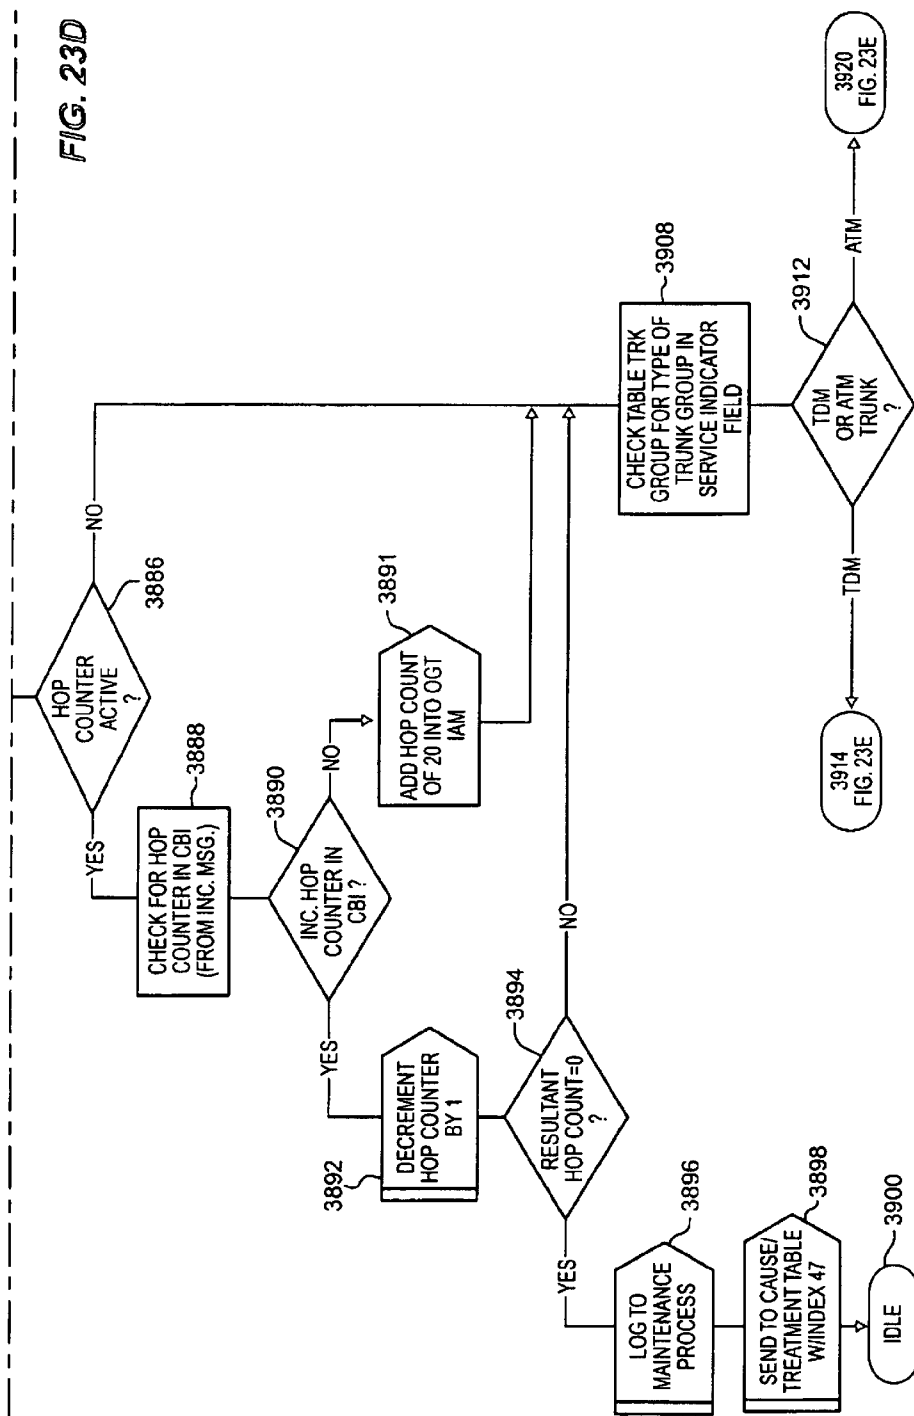 FIG. 23D
HOP
COUNTER
ACTIVE
?
3886
NO
YES
CHECK FOR HOP
COUNTER IN CBI
(FROM INC. MSG.)
3888
INC. HOP
COUNTER IN
CBI ?
3890
NO
YES
ADD HOP COUNT
OF 20 INTO OGT
IAM
3891
DECREMENT
HOP COUNTER
BY 1
3892
RESULTANT
HOP COUNT=0
?
3894
NO
YES
LOG TO
MAINTENANCE
PROCESS
3896
SEND TO CAUSE/
TREATMENT TABLE
W/INDEX 47
3898
IDLE
3900
CHECK TABLE TRK
GROUP FOR TYPE OF
TRUNK GROUP IN
SERVICE INDICATOR
FIELD
3908
TDM
OR ATM
TRUNK
?
3912
TDM
ATM
3914
FIG. 23E
3920
FIG. 23E